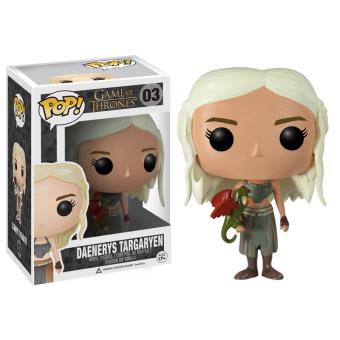 POP!
GAME OF
THRONES
03
DAENERYS TARGARYEN